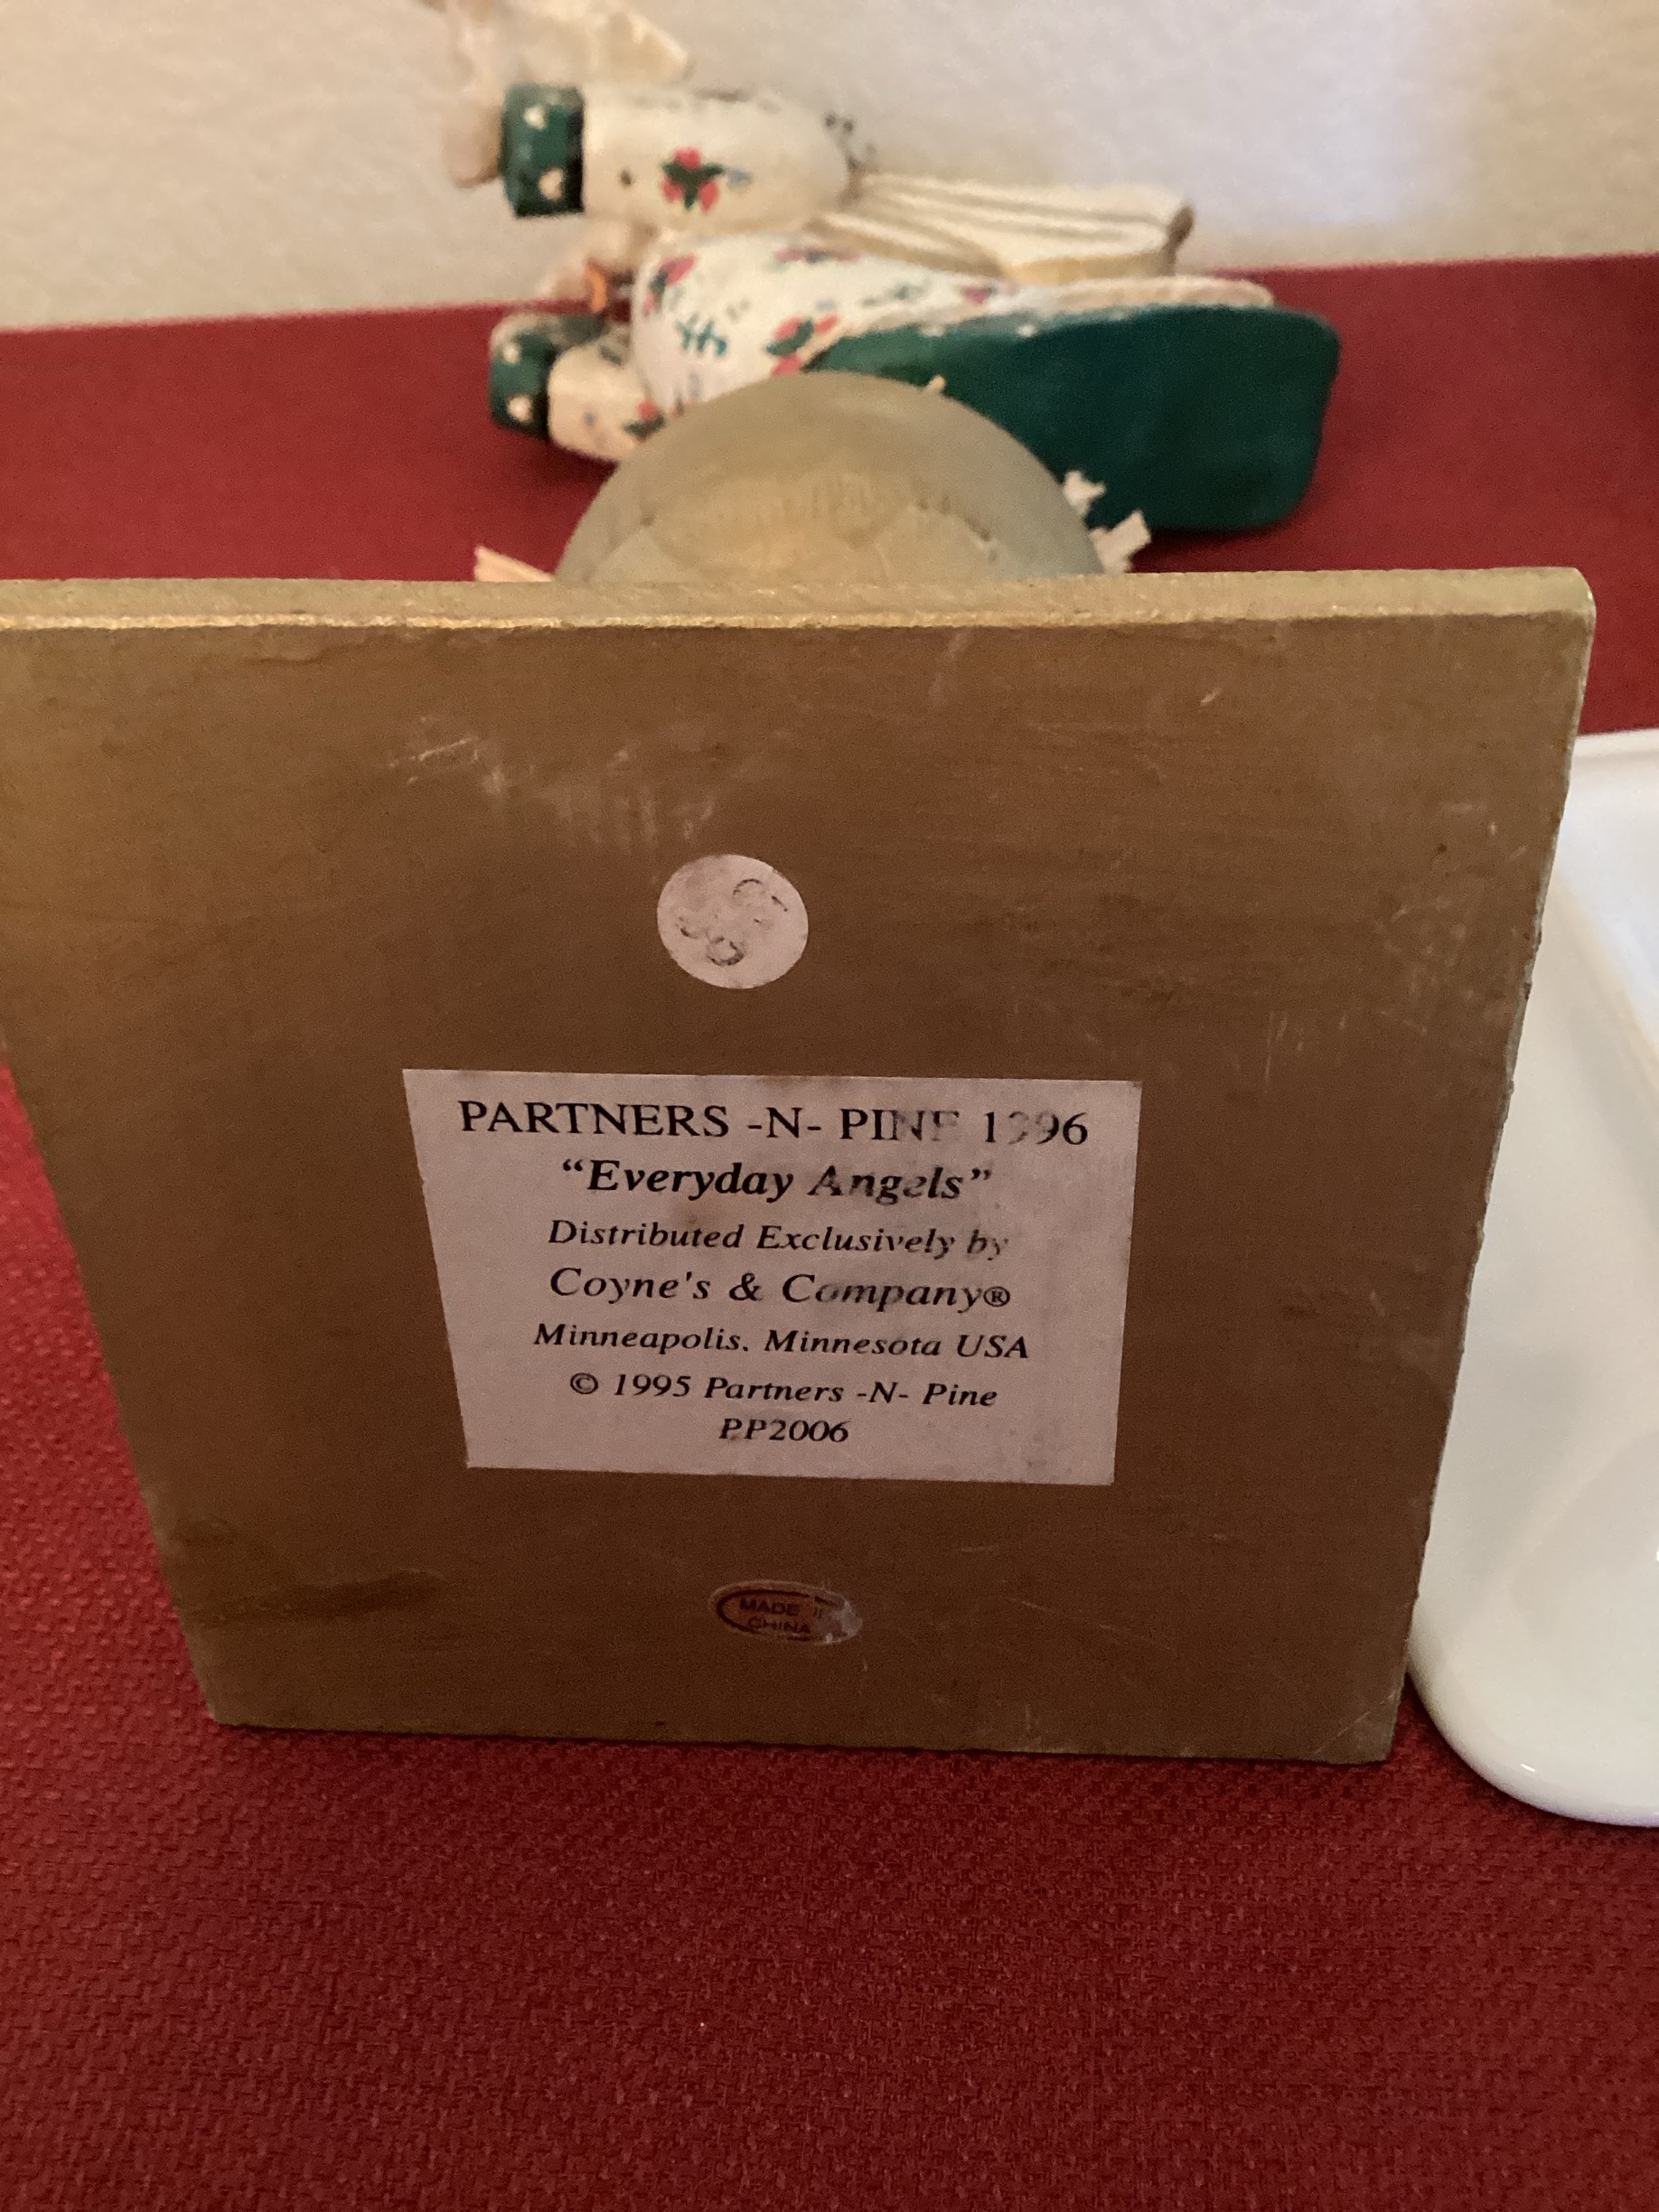 PARTNERS -N- PINE 1996
“Everyday Angels”
Distributed Exclusively by
Coyne's & Company®
Minneapolis, Minnesota USA
© 1995 Partners -N- Pine
PP2006
MADE
CHINA